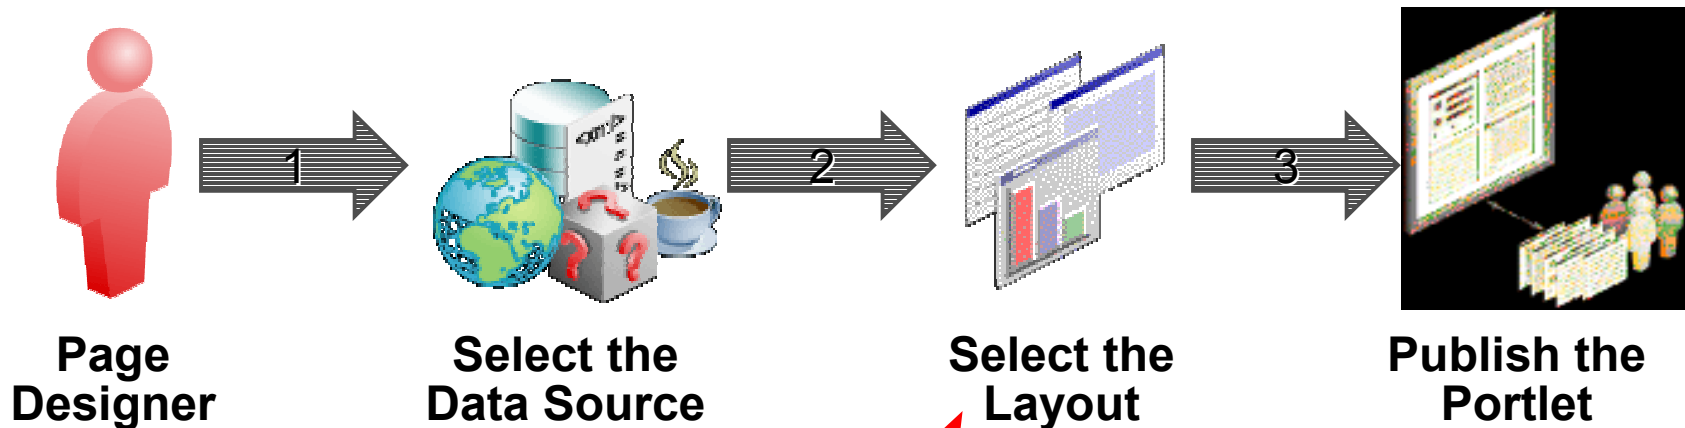 1
2
3
Page
Designer
Select the
Data Source
Select the
Layout
Publish the
Portlet